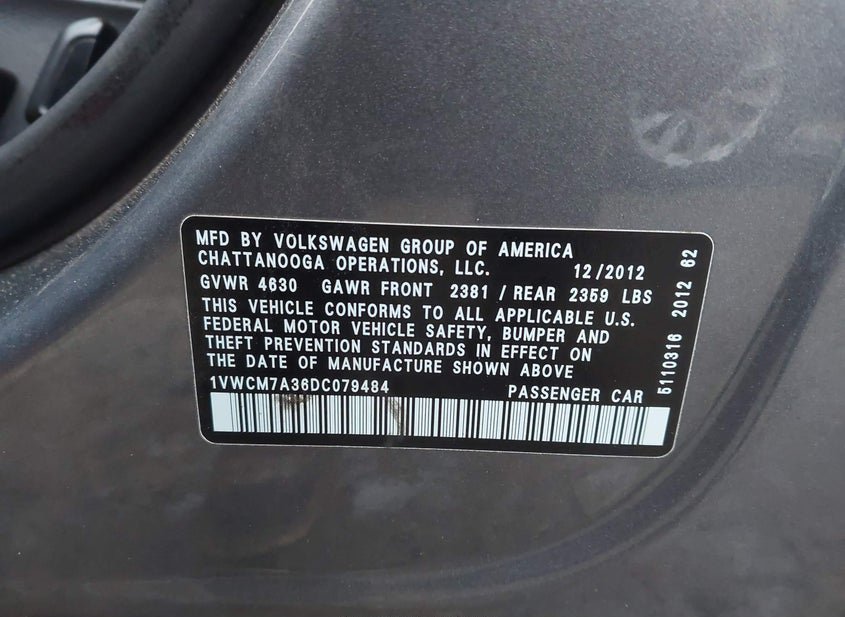 MFD BY VOLKSWAGEN GROUP OF AMERICA
CHATTANOOGA OPERATIONS, LLC. 12/2012
GVWR 4630 GAWR FRONT 2381 / REAR 2359 LBS
THIS VEHICLE CONFORMS TO ALL APPLICABLE U.S.
FEDERAL MOTOR VEHICLE SAFETY, BUMPER AND
THEFT PREVENTION STANDARDS IN EFFECT ON
THE DATE OF MANUFACTURE SHOWN ABOVE
1VWCM7A36DC079484 PASSENGER CAR
5110316 2012 62